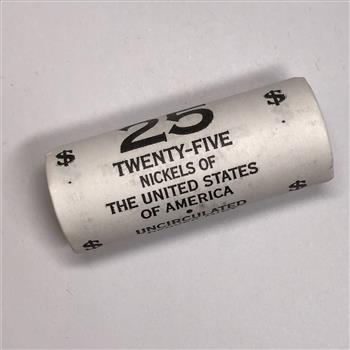 25
TWENTY-FIVE
NICKELS OF
THE UNITED STATES
OF AMERICA
UNCIRCULATED
$ $
$ $